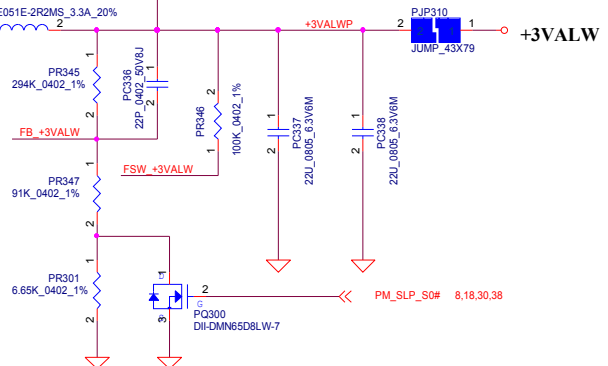 E051E-2R2MS_3.3A_20%
2
+3VALWP
PJP310
2
1
JUMP_43X79
+3VALW
1
PR345
294K_0402_1%
2
1
PC336
22P_0402_50V8J
2
2
PR346
100K_0402_1%
1
1
PC337
22U_0805_6.3V6M
2
1
PC338
22U_0805_6.3V6M
2
FB_+3VALW
FSW_+3VALW
1
PR347
91K_0402_1%
2
1
PR301
6.65K_0402_1%
2
1
D
2
G
3
S
PQ300
DII-DMN65D8LW-7
PM_SLP_S0# 8,18,30,38